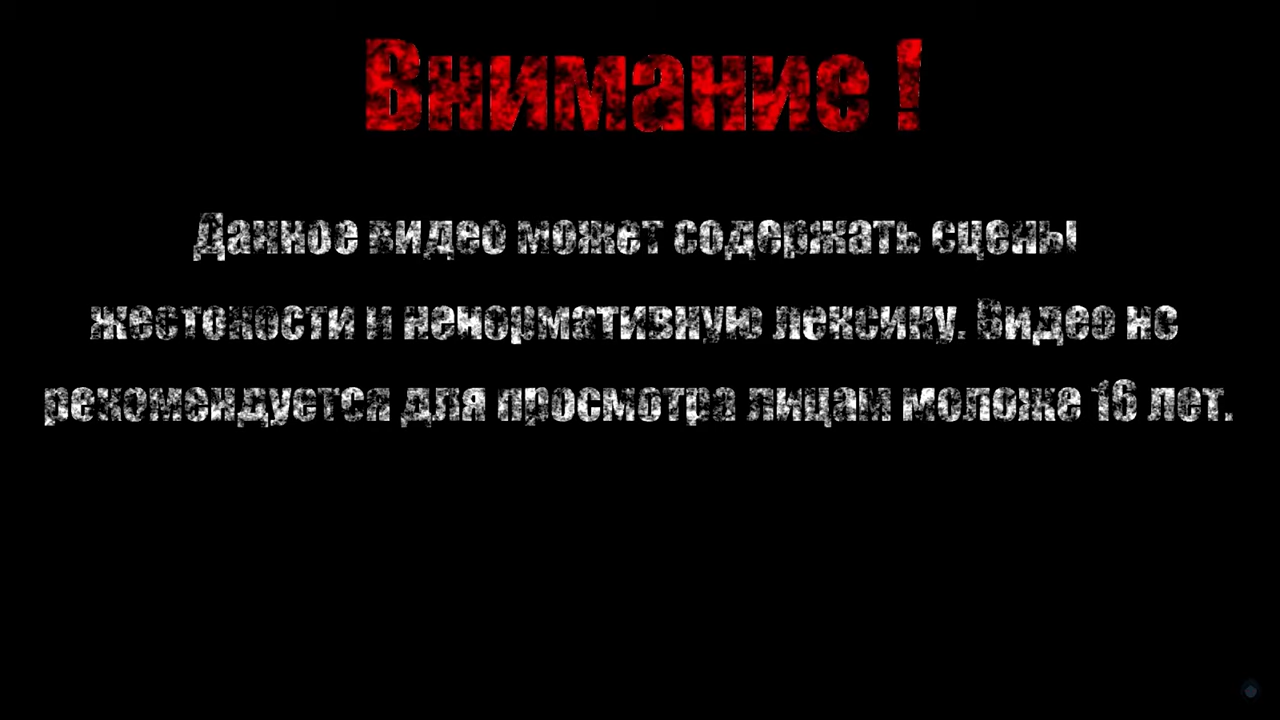 Внимание !
Данное видео может содержать сцены
жестокости и ненормативную лексику. Видео не
рекомендуется для просмотра лицам моложе 16 лет.